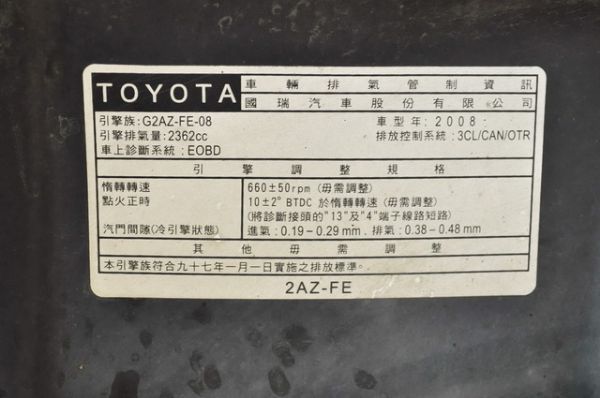 TOYOTA 車輛排氣管制資訊
國瑞汽車股份有限公司
引擎族:G2AZ-FE-08 車型年:2008
引擎排氣量:2362cc 排放控制系統:3CL/CAN/OTR
車上診斷系統:EOBD
引擎調整規格
惰轉轉速 660±50rpm (毋需調整)
點火正時 10±2° BTDC 於惰轉轉速 (毋需調整)
(將診斷接頭的"13"及"4"端子線路短路)
汽門間隙(冷引擎狀態) 進氣:0.19-0.29 min. 排氣:0.38-0.48 mm
其他毋需調整
本引擎族符合九十七年一月一日實施之排放標準。
2AZ-FE